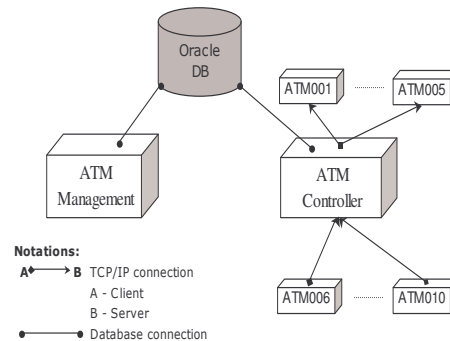 Oracle
DB
ATM001
ATM005
ATM
Management
ATM
Controller
Notations:
A B TCP/IP connection
A - Client
B - Server
Database connection
ATM006
ATM010